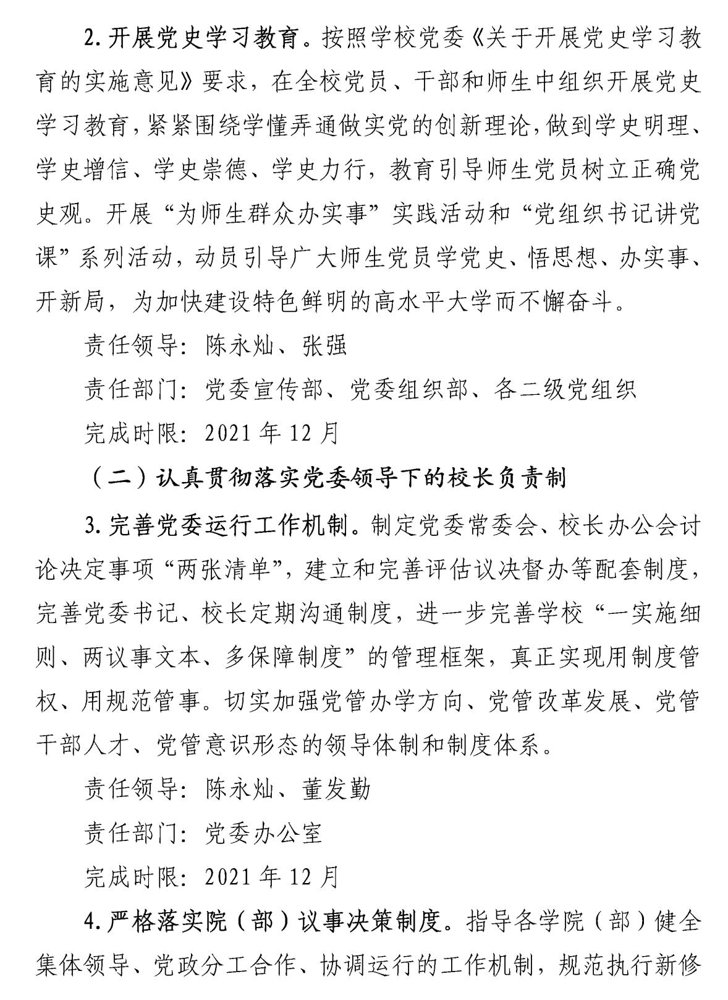 2. 开展党史学习教育。按照学校党委《关于开展党史学习教
育的实施意见》要求，在全校党员、干部和师生中组织开展党史
学习教育，紧紧围绕学懂弄通做实党的创新理论，做到学史明理、
学史增信、学史崇德、学史力行，教育引导师生党员树立正确党
史观。开展“为师生群众办实事”实践活动和“党组织书记讲党
课”系列活动，动员引导广大师生党员学党史、悟思想、办实事、
开新局，为加快建设特色鲜明的高水平大学而不懈奋斗。
责任领导：陈永灿、张强
责任部门：党委宣传部、党委组织部、各二级党组织
完成时限：2021 年 12 月
（二）认真贯彻落实党委领导下的校长负责制
3. 完善党委运行工作机制。制定党委常委会、校长办公会讨
论决定事项“两张清单”，建立和完善评估议决督办等配套制度，
完善党委书记、校长定期沟通制度，进一步完善学校“一实施细
则、两议事文本、多保障制度”的管理框架，真正实现用制度管
权、用规范管事。切实加强党管办学方向、党管改革发展、党管
干部人才、党管意识形态的领导体制和制度体系。
责任领导：陈永灿、董发勤
责任部门：党委办公室
完成时限：2021 年 12 月
4. 严格落实院（部）议事决策制度。指导各学院（部）健全
集体领导、党政分工合作、协调运行的工作机制，规范执行新修